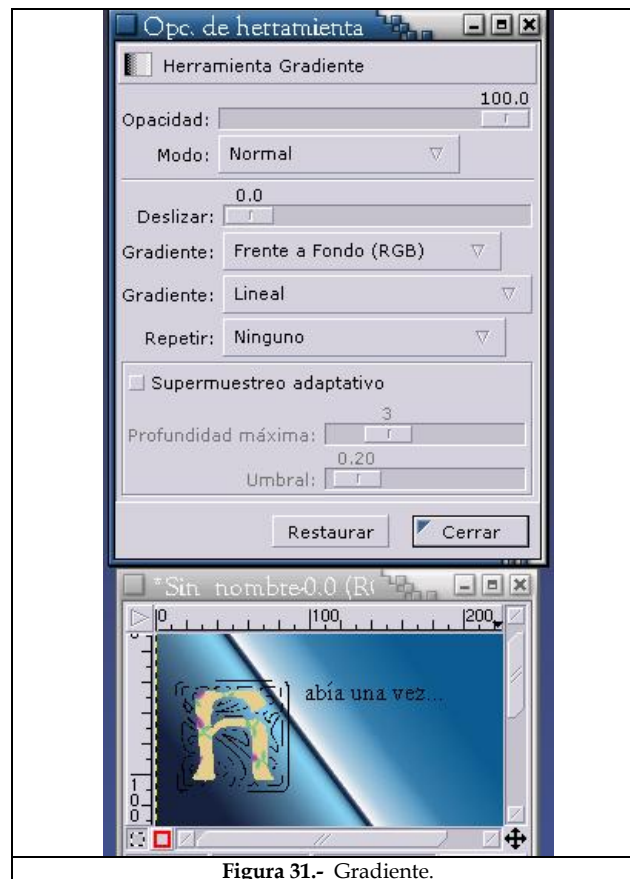 Opc. de herramienta
Herramienta Gradiente
100.0
Opacidad:
Modo: Normal
0.0
Deslizar:
Gradiente: Frente a Fondo (RGB)
Gradiente: Lineal
Repetir: Ninguno
Supermuestreo adaptativo
3
Profundidad máxima:
0.20
Umbral:
Restaurar Cerrar
*Sin nombre-0.0 (R
0 100 200
0
abía una vez...
100
Figura 31.- Gradiente.